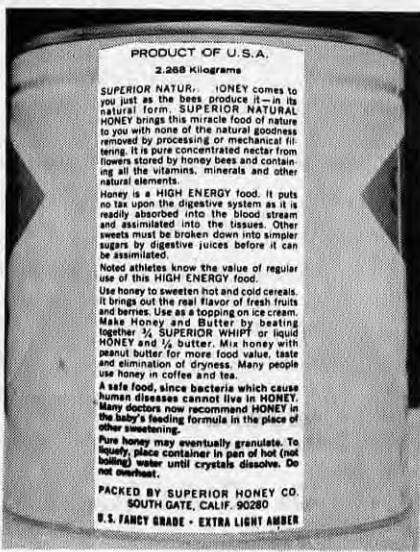 PRODUCT OF U.S.A.
2.268 Kilograms
SUPERIOR NATUR ONEY comes to
you just as the bees produce it—in its
natural form. SUPERIOR NATURAL
HONEY brings this miracle food of nature
to you with none of the natural goodness
removed by processing or mechanical fil-
tering. It is pure concentrated nectar from
flowers stored by honey bees and contain-
ing all the vitamins, minerals and other
natural elements.
Honey is a HIGH ENERGY food. It puts
no tax upon the digestive system as it is
readily absorbed into the blood stream
and assimilated into the tissues. Other
sweets must be broken down into simpler
sugars by digestive juices before it can
be assimilated.
Noted athletes know the value of regular
use of this HIGH ENERGY food.
Use honey to sweeten hot and cold cereals.
It brings out the real flavor of fresh fruits
and berries. Use as a topping on ice cream.
Make Honey and Butter by beating
together ¾ SUPERIOR WHIPT or liquid
HONEY and ¼ butter. Mix honey with
peanut butter for more food value, taste
and elimination of dryness. Many people
use honey in coffee and tea.
A safe food, since bacteria which cause
human diseases cannot live in HONEY.
Many doctors now recommend HONEY in
the baby's feeding formula in the place of
other sweetening.
Pure honey may eventually granulate. To
liquefy, place container in pan of hot (not
boiling) water until crystals dissolve. Do
not overheat.
PACKED BY SUPERIOR HONEY CO.
SOUTH GATE, CALIF. 90280
U.S. FANCY GRADE • EXTRA LIGHT AMBER